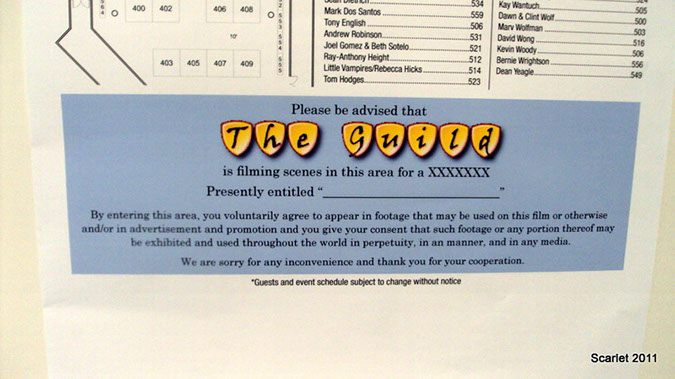 564
400 402
406 408
10'
403 405 407 409
552
553
554
555
534
Mark Dos Santos 559
Tony English 506
Andrew Robinson 531
Joel Gomez & Beth Sotelo 521
Ray-Anthony Height 512
Little Vampires/Rebecca Hicks 514
Tom Hodges 523
Kay Wantuch 505
Dawn & Clint Wolf 500
Marv Wolfman 503
David Wong 516
Kevin Woody 506
Bernie Wrightson 556
Dean Yeagle 549
Please be advised that
The Guild
is filming scenes in this area for a XXXXXXX
Presently entitled “____________________”
By entering this area, you voluntarily agree to appear in footage that may be used on this film or otherwise
and/or in advertisement and promotion and you give your consent that such footage or any portion thereof may
be exhibited and used throughout the world in perpetuity, in an manner, and in any media.
We are sorry for any inconvenience and thank you for your cooperation.
*Guests and event schedule subject to change without notice
Scarlet 2011